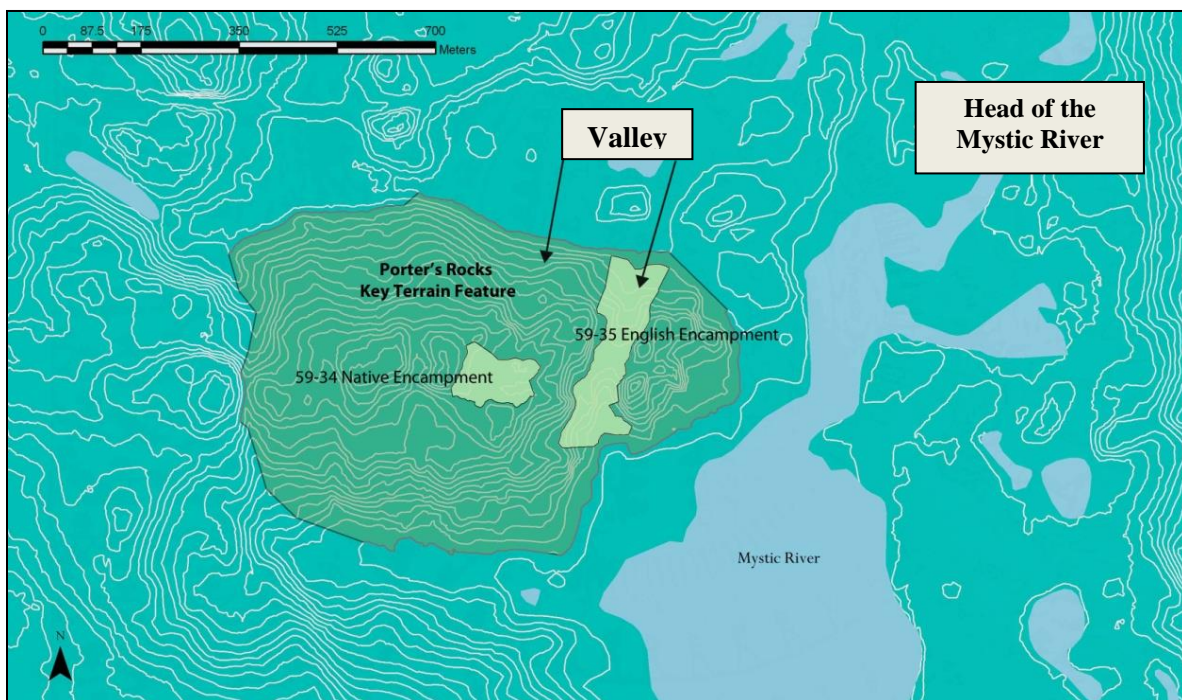 0 87.5 175 350 525 700
Meters
Head of the
Mystic River
Valley
Porter's Rocks
Key Terrain Feature
59-35 English Encampment
59-34 Native Encampment
Mystic River
N